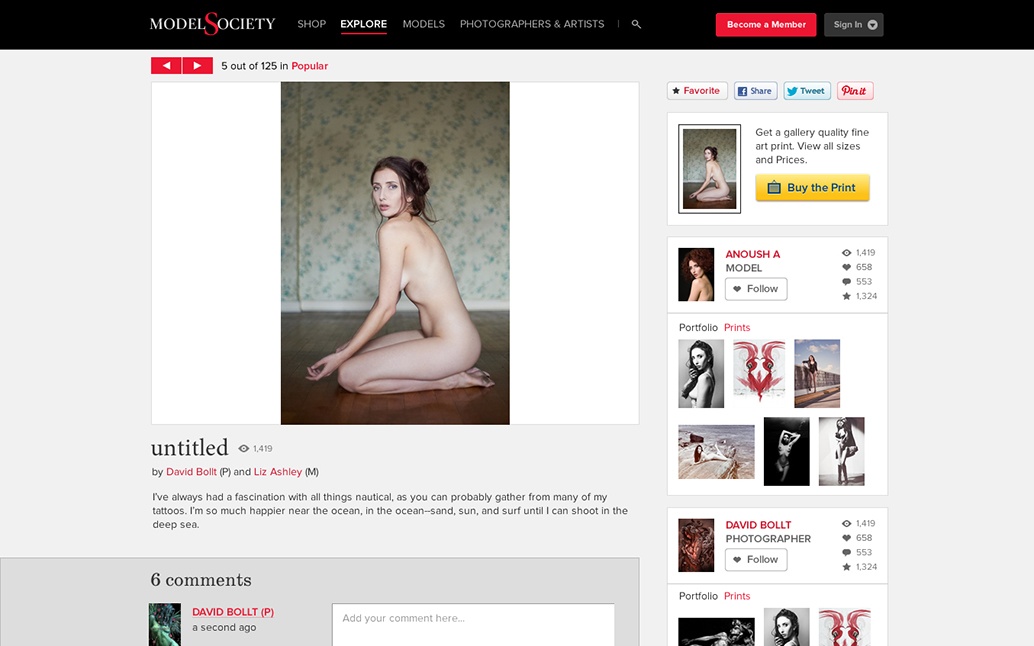 MODELSOCIETY
SHOP EXPLORE MODELS PHOTOGRAPHERS & ARTISTS
Become a Member
Sign In
5 out of 125 in Popular
Favorite
Share
Tweet
Pinit
Get a gallery quality fine
art print. View all sizes
and Prices.
Buy the Print
ANOUSH A
MODEL
Follow
1,419
658
553
1,324
Portfolio Prints
untitled 1,419
by David Bollt (P) and Liz Ashley (M)
I've always had a fascination with all things nautical, as you can probably gather from many of my
tattoos. I'm so much happier near the ocean, in the ocean--sand, sun, and surf until I can shoot in the
deep sea.
DAVID BOLLT
PHOTOGRAPHER
Follow
1,419
658
553
1,324
Portfolio Prints
6 comments
DAVID BOLLT (P)
a second ago
Add your comment here...